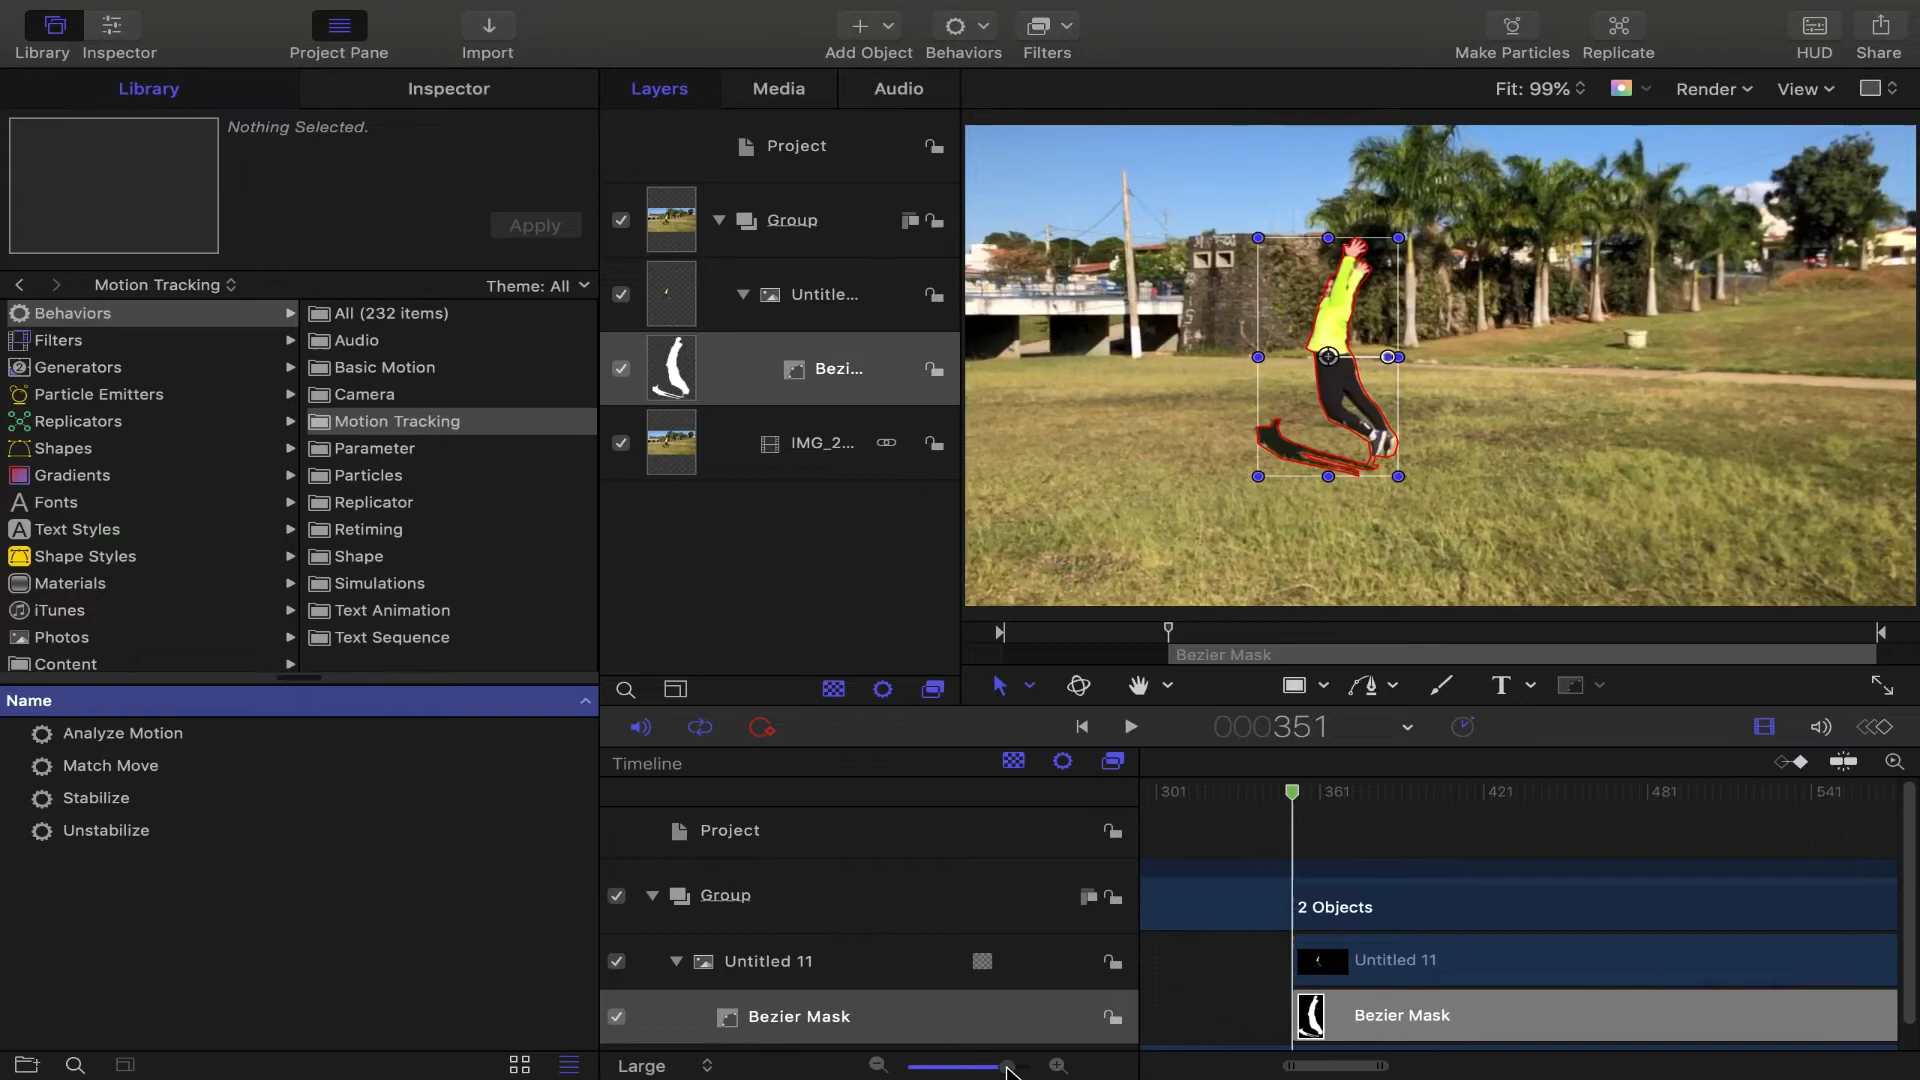 Library
Inspector
Project Pane
Import
Add Object
Behaviors
Filters
Make Particles
Replicate
HUD
Share
Library
Inspector
Layers
Media
Audio
Fit: 99%
Render
View
Nothing Selected.
Apply
Motion Tracking
Theme: All
Behaviors
Filters
Generators
Particle Emitters
Replicators
Shapes
Gradients
Fonts
Text Styles
Shape Styles
Materials
iTunes
Photos
Content
All (232 items)
Audio
Basic Motion
Camera
Motion Tracking
Parameter
Particles
Replicator
Retiming
Shape
Simulations
Text Animation
Text Sequence
Name
Analyze Motion
Match Move
Stabilize
Unstabilize
Project
Group
Untitle...
Bezi...
IMG_2...
Bezier Mask
000351
Timeline
301
361
421
481
541
Project
Group
2 Objects
Untitled 11
Untitled 11
Bezier Mask
Bezier Mask
Large